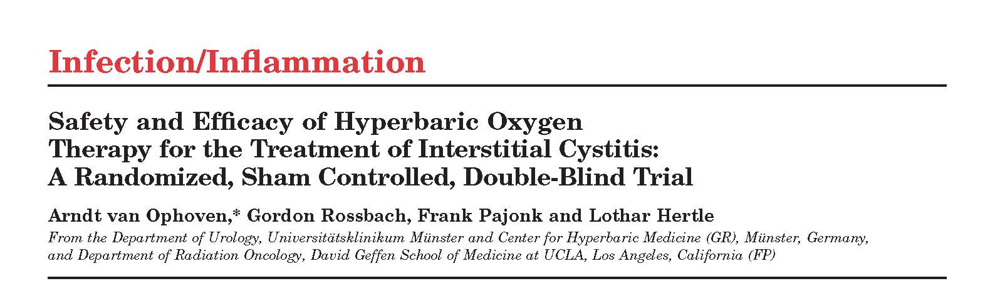 Infection/Inflammation
Safety and Efficacy of Hyperbaric Oxygen
Therapy for the Treatment of Interstitial Cystitis:
A Randomized, Sham Controlled, Double-Blind Trial
Arndt van Ophoven,* Gordon Rossbach, Frank Pajonk and Lothar Hertle
From the Department of Urology, Universitätsklinikum Münster and Center for Hyperbaric Medicine (GR), Münster, Germany,
and Department of Radiation Oncology, David Geffen School of Medicine at UCLA, Los Angeles, California (FP)